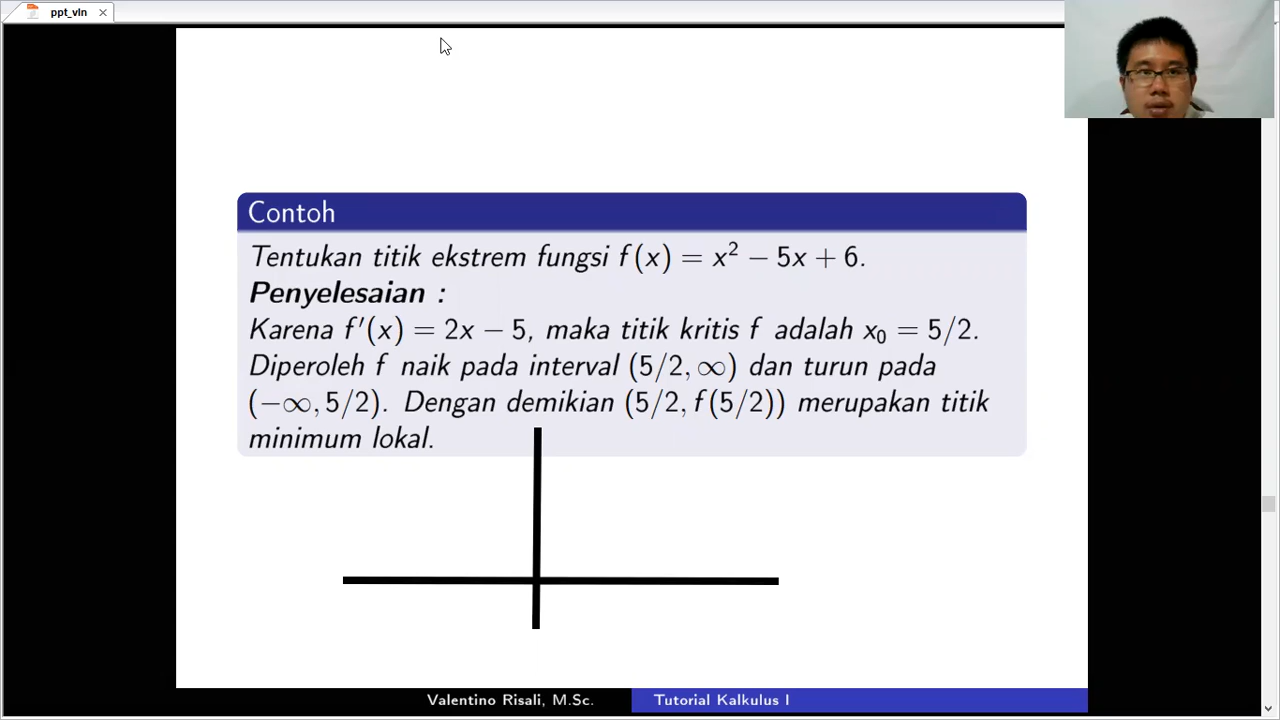 ppt_vln
Contoh
Tentukan titik ekstrem fungsi f(x) = x² − 5x + 6.
Penyelesaian :
Karena f′(x) = 2x − 5, maka titik kritis f adalah x₀ = 5/2.
Diperoleh f naik pada interval (5/2, ∞) dan turun pada
(−∞, 5/2). Dengan demikian (5/2, f(5/2)) merupakan titik
minimum lokal.
Valentino Risali, M.Sc. Tutorial Kalkulus I